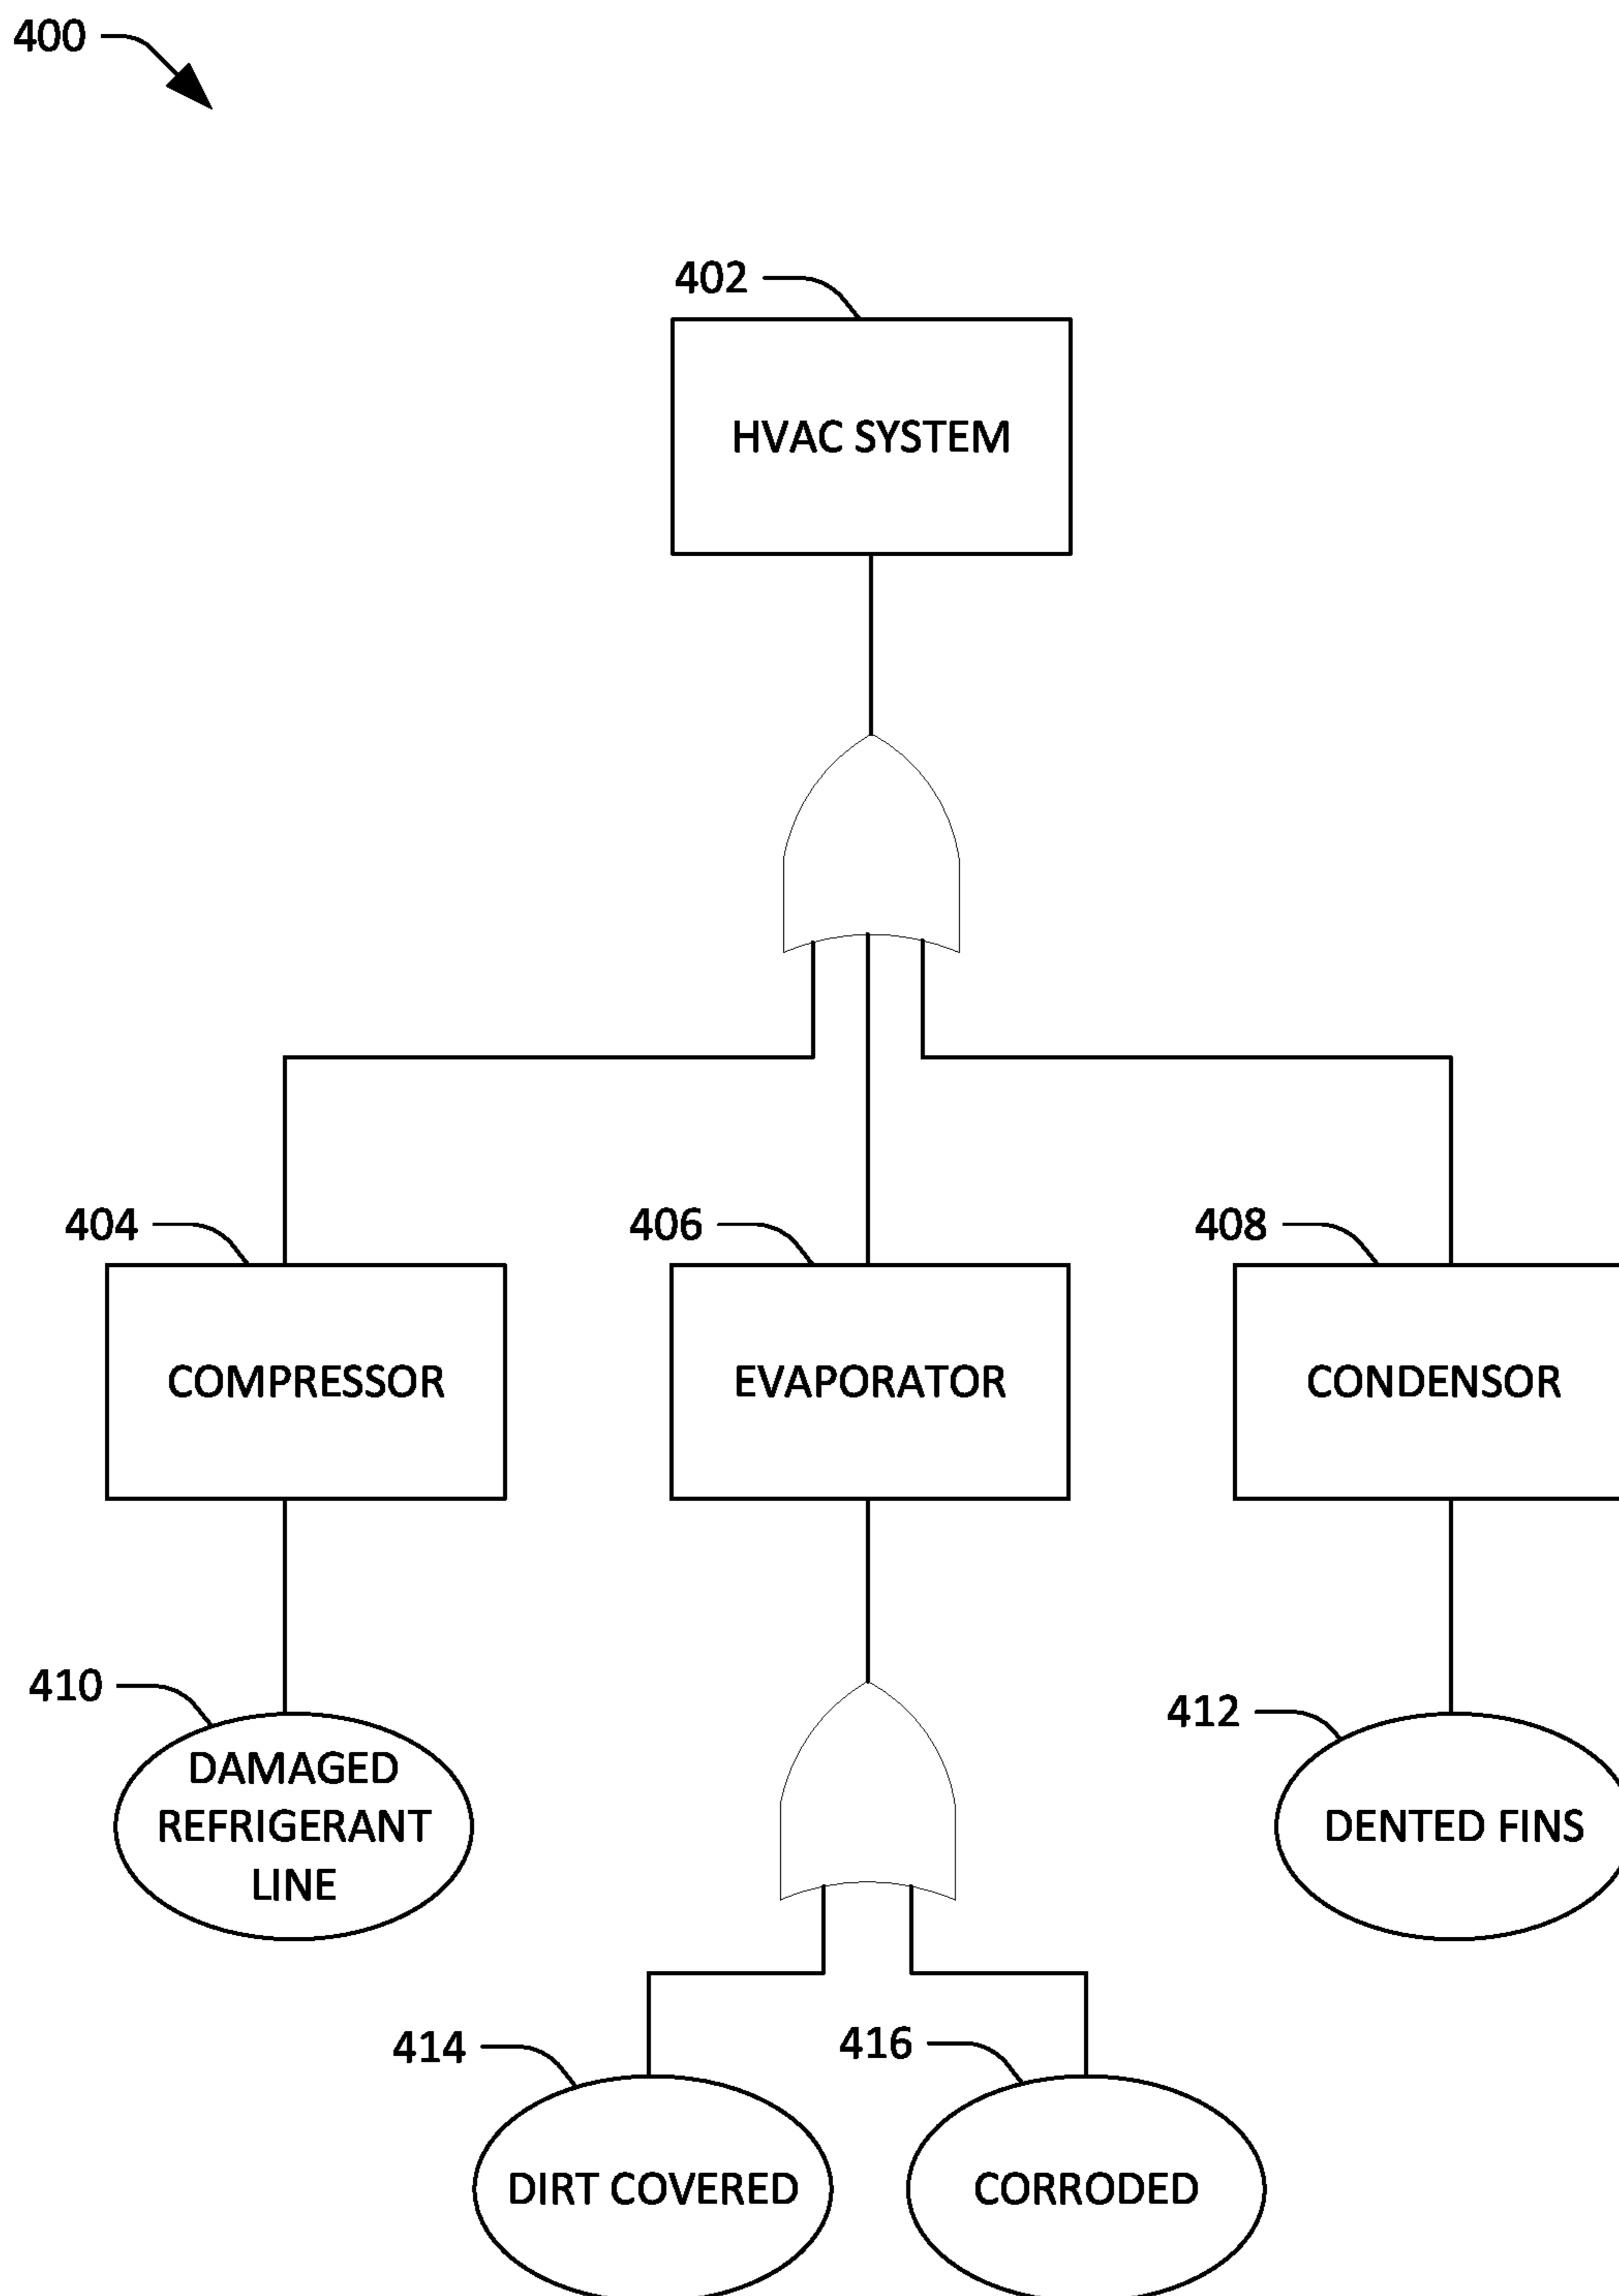 400
402
HVAC SYSTEM
404
406
408
COMPRESSOR
EVAPORATOR
CONDENSOR
410
412
DAMAGED
REFRIGERANT
LINE
DENTED FINS
414
416
DIRT COVERED
CORRODED